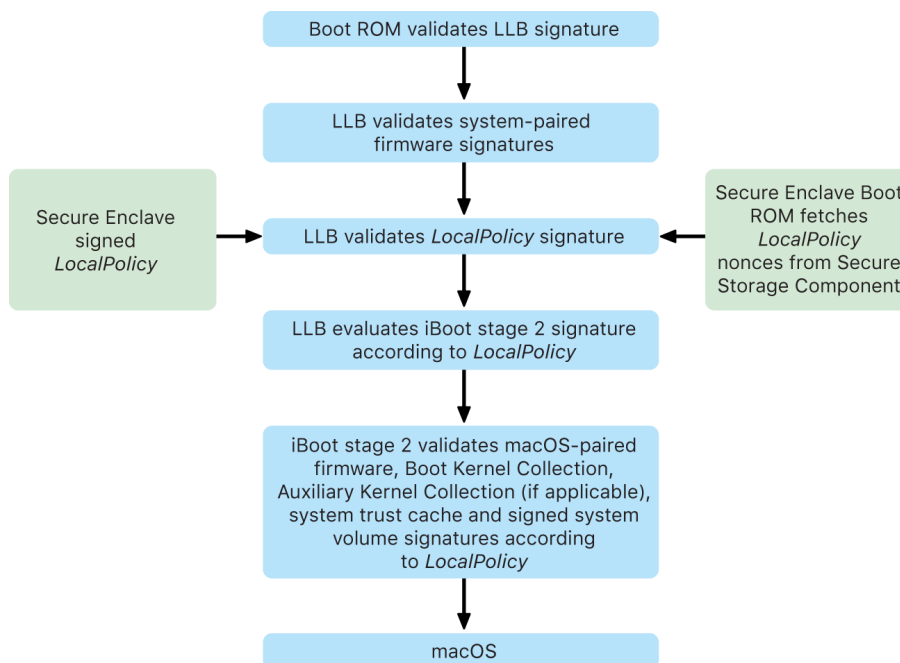 Boot ROM validates LLB signature
LLB validates system-paired
firmware signatures
Secure Enclave
signed
LocalPolicy
LLB validates LocalPolicy signature
Secure Enclave Boot
ROM fetches
LocalPolicy
nonces from Secure
Storage Component
LLB evaluates iBoot stage 2 signature
according to LocalPolicy
iBoot stage 2 validates macOS-paired
firmware, Boot Kernel Collection,
Auxiliary Kernel Collection (if applicable),
system trust cache and signed system
volume signatures according
to LocalPolicy
macOS